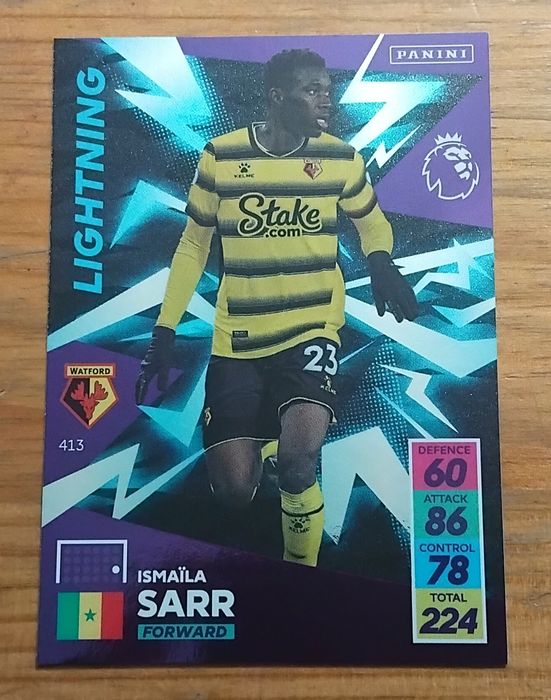 PANINI
LIGHTNING
WATFORD
KELME
Stake
.com
23
WATFORD
413
DEFENCE
60
ATTACK
86
CONTROL
78
TOTAL
224
ISMAÏLA
SARR
FORWARD